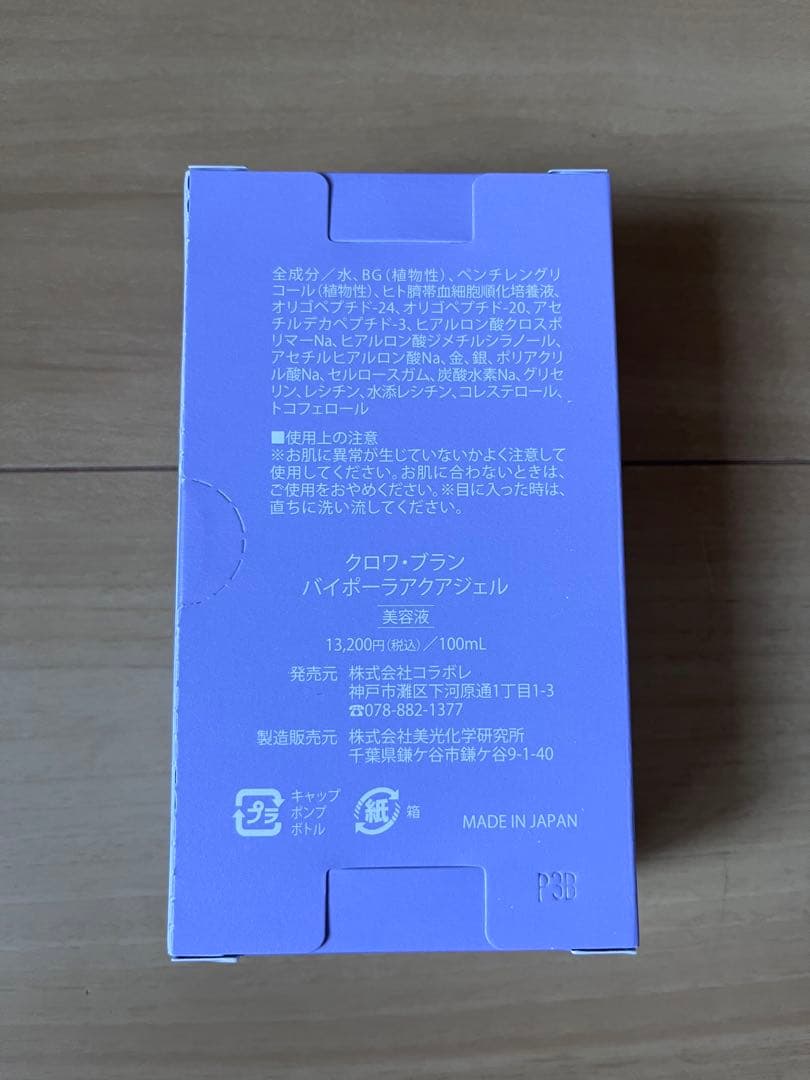 全成分／水、BG（植物性）、ペンチレングリ
コール（植物性）、ヒト臍帯血細胞順化培養液、
オリゴペプチド-24、オリゴペプチド-20、アセ
チルデカペプチド-3、ヒアルロン酸クロスポ
リマーNa、ヒアルロン酸ジメチルシラノール、
アセチルヒアルロン酸Na、金、銀、ポリアクリ
ル酸Na、セルロースガム、炭酸水素Na、グリセ
リン、レシチン、水添レシチン、コレステロール、
トコフェロール
■使用上の注意
※お肌に異常が生じていないかよく注意して
使用してください。お肌に合わないときは、
ご使用をおやめください。※目に入った時は、
直ちに洗い流してください。
クロワ・ブラン
バイポーラアクアジェル
美容液
13,200円（税込）／100mL
発売元 株式会社コラボレ
神戸市灘区下河原通1丁目1-3
☎078-882-1377
製造販売元 株式会社美光化学研究所
千葉県鎌ケ谷市鎌ケ谷9-1-40
プラ キャップ
ポンプ
ボトル
紙 箱
MADE IN JAPAN
P3B